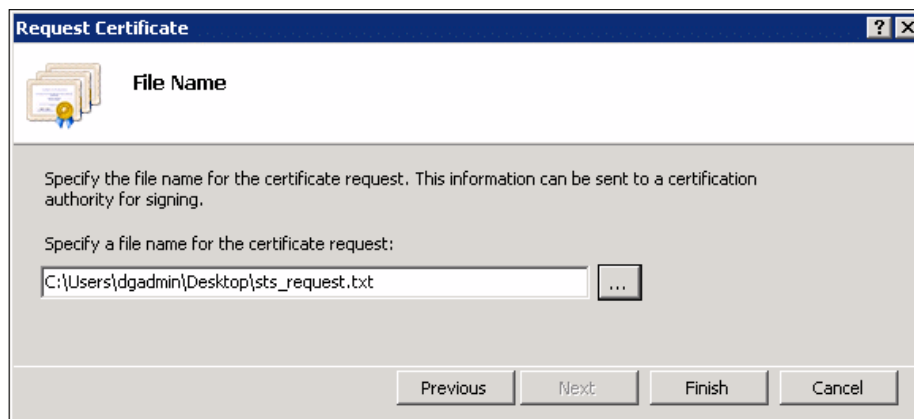 Request Certificate
? X
File Name
Specify the file name for the certificate request. This information can be sent to a certification
authority for signing.
Specify a file name for the certificate request:
C:\Users\dgadmin\Desktop\sts_request.txt
...
Previous Next Finish Cancel